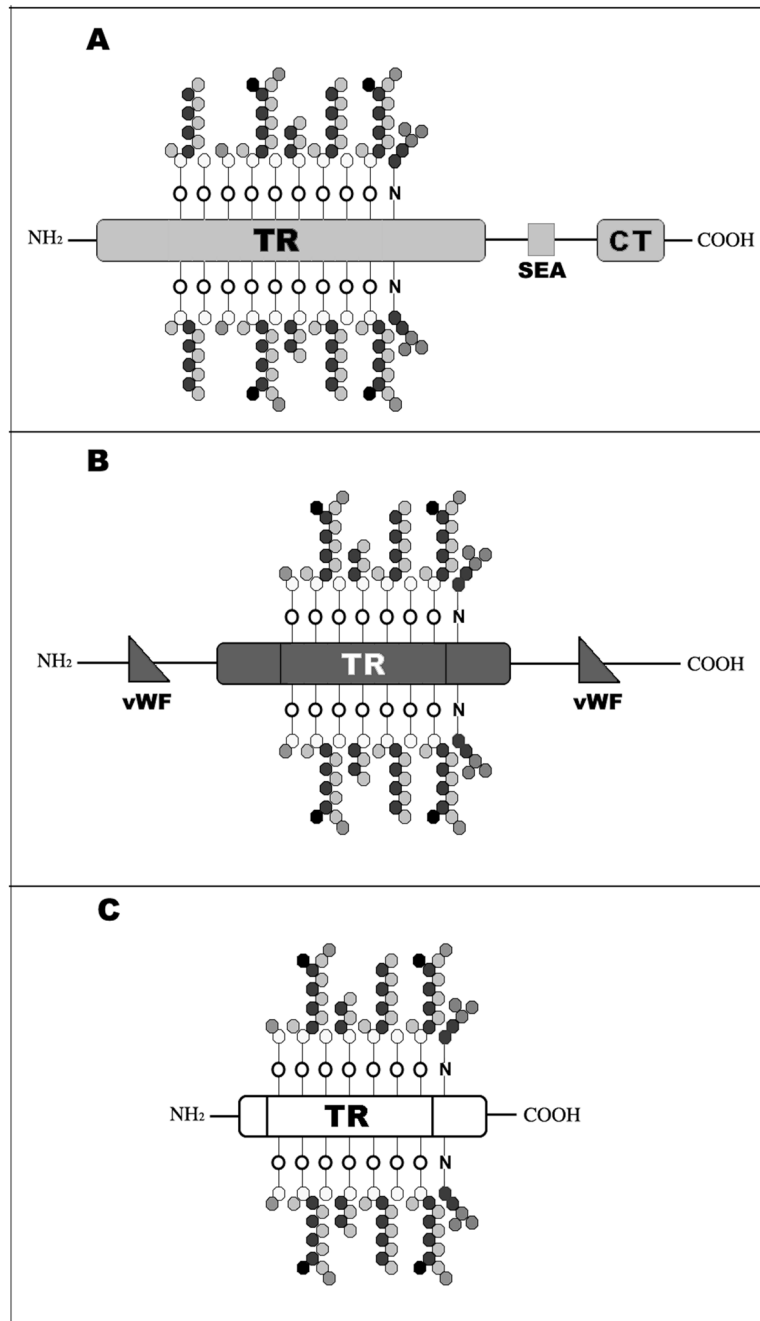 A
O O O O O O O O O N
NH₂ TR SEA CT COOH
O O O O O O O O O N
B
O O O O O O O N
NH₂ vWF TR vWF COOH
O O O O O O O N
C
O O O O O O O N
NH₂ TR COOH
O O O O O O O N